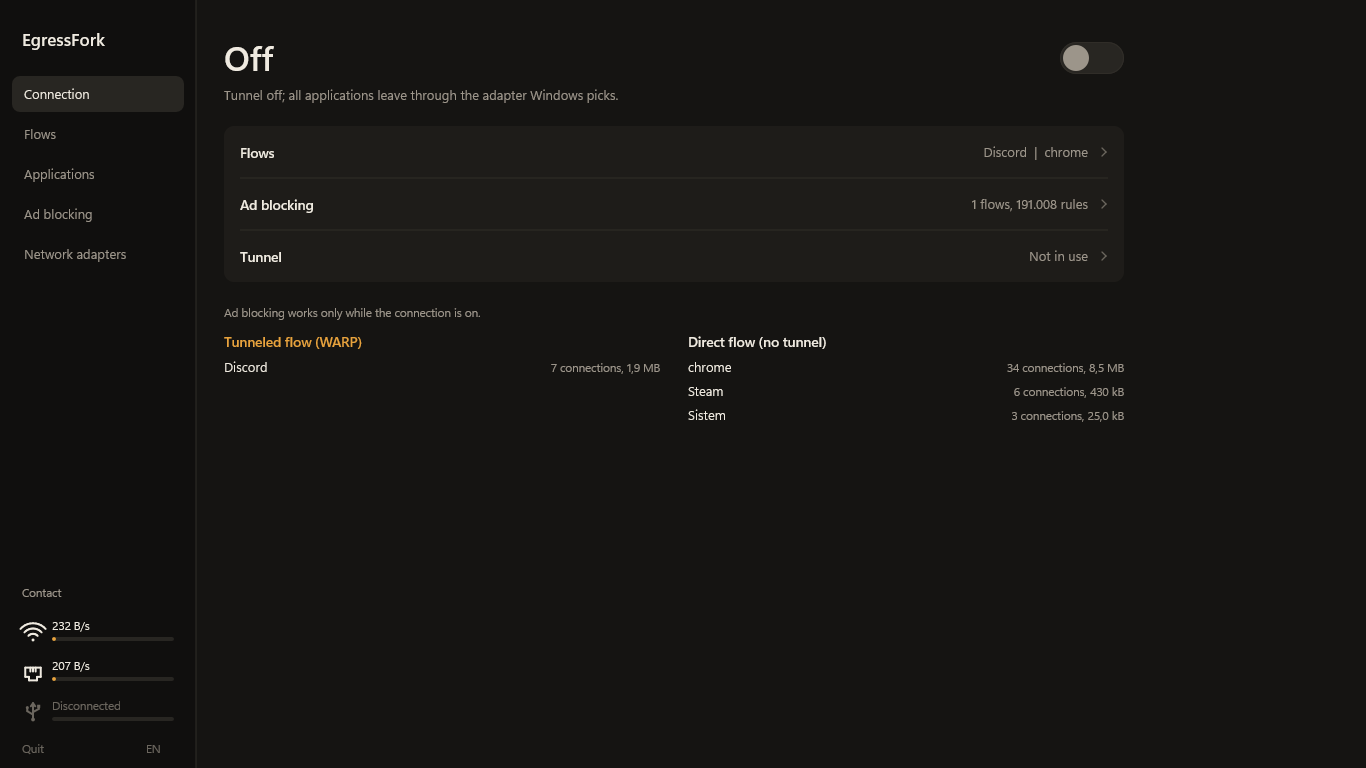 EgressFork
Connection
Flows
Applications
Ad blocking
Network adapters
Contact
232 B/s
207 B/s
Disconnected
Quit EN
Off
Tunnel off; all applications leave through the adapter Windows picks.
Flows Discord | chrome
Ad blocking 1 flows, 191.008 rules
Tunnel Not in use
Ad blocking works only while the connection is on.
Tunneled flow (WARP)
Discord 7 connections, 1,9 MB
Direct flow (no tunnel)
chrome 34 connections, 8,5 MB
Steam 6 connections, 430 kB
Sistem 3 connections, 25,0 kB